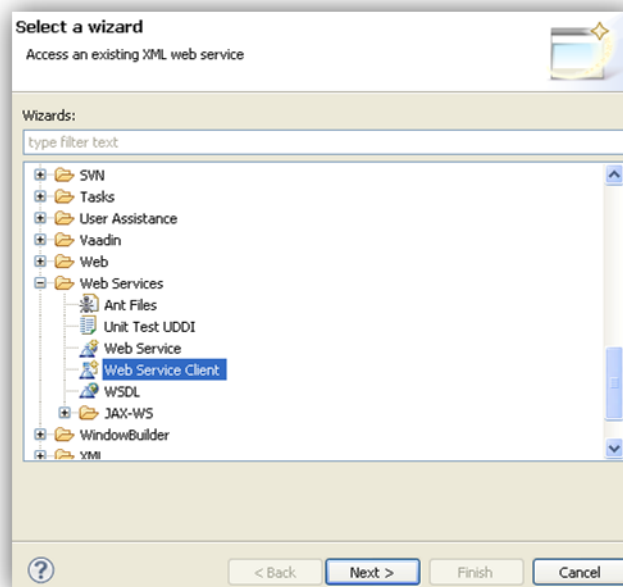 Select a wizard
Access an existing XML web service
Wizards:
type filter text
SVN
Tasks
User Assistance
Vaadin
Web
Web Services
Ant Files
Unit Test UDDI
Web Service
Web Service Client
WSDL
JAX-WS
WindowBuilder
XML
?
< Back Next > Finish Cancel